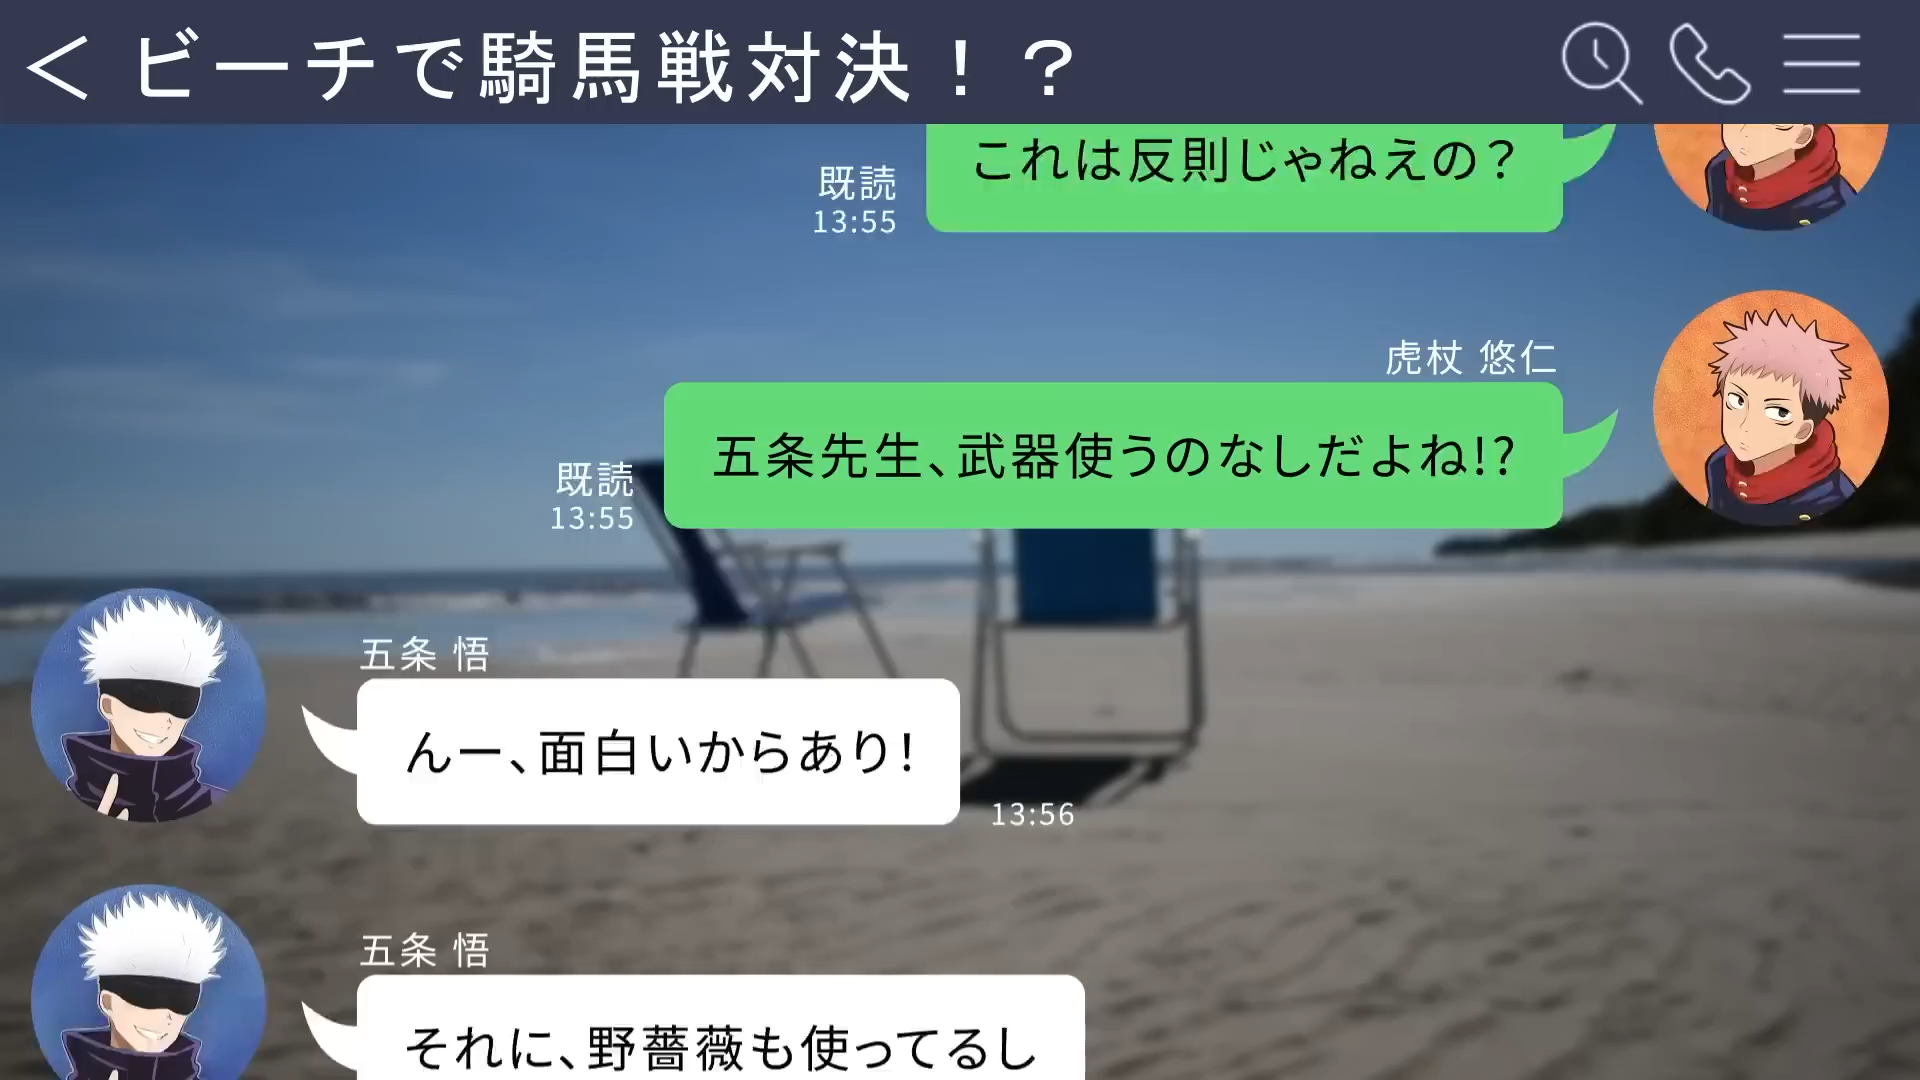 < ビーチで騎馬戦対決！？
これは反則じゃねえの？
既読
13:55
虎杖 悠仁
五条先生、武器使うのなしだよね!?
既読
13:55
五条 悟
んー、面白いからあり!
13:56
五条 悟
それに、野薔薇も使ってるし